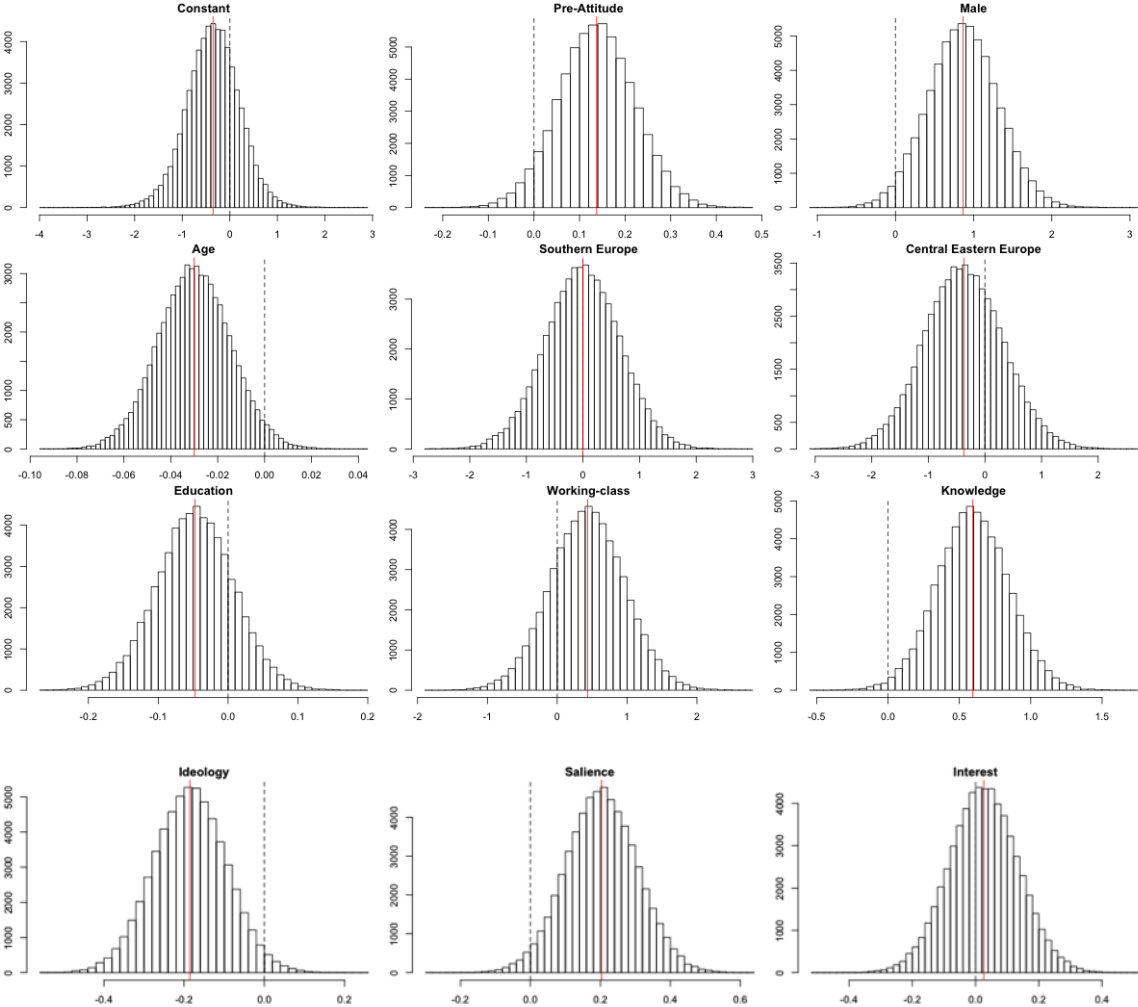 Constant Pre-Attitude Male
0 1000 2000 3000 4000
-4 -3 -2 -1 0 1 2 3
0 1000 2000 3000 4000 5000
-0.2 -0.1 0.0 0.1 0.2 0.3 0.4 0.5
0 1000 2000 3000 4000 5000
-1 0 1 2 3
Age Southern Europe Central Eastern Europe
0 500 1000 2000 3000
-0.10 -0.08 -0.06 -0.04 -0.02 0.00 0.02 0.04
0 1000 2000 3000
-3 -2 -1 0 1 2 3
0 500 1500 2500 3500
-3 -2 -1 0 1 2
Education Working-class Knowledge
0 1000 2000 3000 4000
-0.2 -0.1 0.0 0.1 0.2
0 1000 2000 3000 4000
-2 -1 0 1 2
0 1000 2000 3000 4000 5000
-0.5 0.0 0.5 1.0 1.5
Ideology Salience Interest
0 1000 2000 3000 4000 5000
-0.4 -0.2 0.0 0.2
0 1000 2000 3000 4000
-0.2 0.0 0.2 0.4 0.6
0 1000 2000 3000 4000
-0.4 -0.2 0.0 0.2 0.4